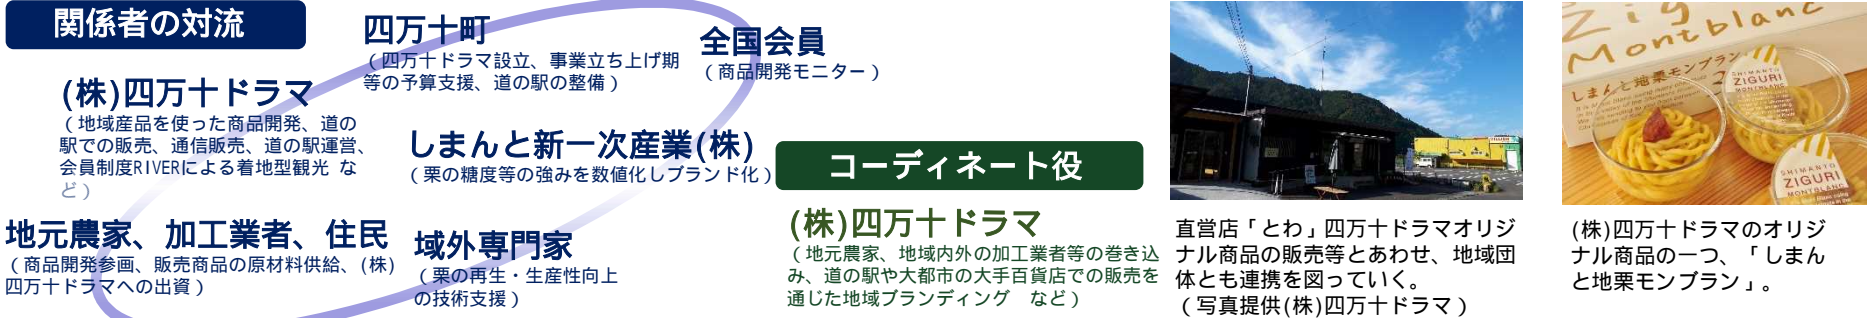 関係者の対流
(株)四万十ドラマ
（地域産品を使った商品開発、道の
駅での販売、通信販売、道の駅運営、
会員制度RIVERによる着地型観光 な
ど）
四万十町
（四万十ドラマ設立、事業立ち上げ期
等の予算支援、道の駅の整備）
全国会員
（商品開発モニター）
しまんと新一次産業(株)
（栗の糖度等の強みを数値化しブランド化）
地元農家、加工業者、住民
（商品開発参画、販売商品の原材料供給、(株)
四万十ドラマへの出資）
域外専門家
（栗の再生・生産性向上
の技術支援）
コーディネート役
(株)四万十ドラマ
（地元農家、地域内外の加工業者等の巻き込
み、道の駅や大都市の大手百貨店での販売を
通じた地域ブランディング　など）
直営店「とわ」四万十ドラマオリジ
ナル商品の販売等とあわせ、地域団
体とも連携を図っていく。
（写真提供(株)四万十ドラマ）
Zig
Montblanc
しまんと地栗モンブラン
SHIMANTO
ZIGURI
MONTBLANC
SHIMANTO
ZIGURI
MONTBLANC
(株)四万十ドラマのオリジ
ナル商品の一つ、「しまん
と地栗モンブラン」。